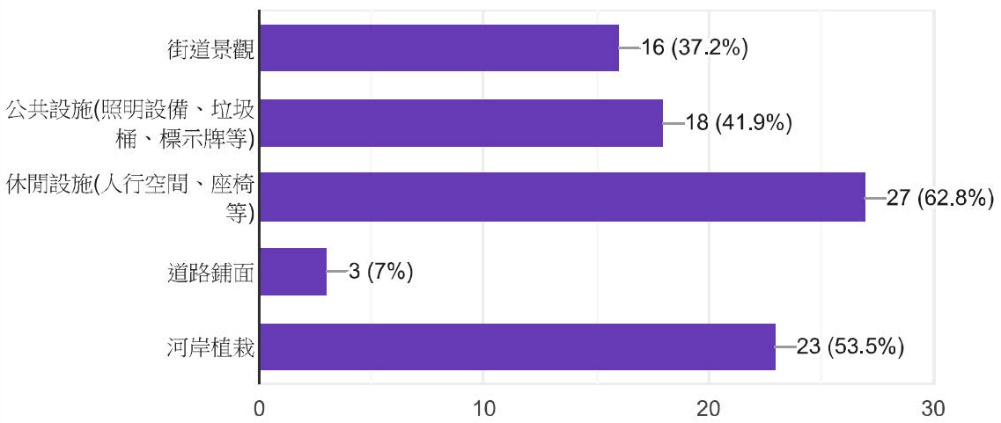 街道景觀
16 (37.2%)
公共設施(照明設備、垃圾
桶、標示牌等)
18 (41.9%)
休閒設施(人行空間、座椅
等)
27 (62.8%)
道路鋪面
3 (7%)
河岸植栽
23 (53.5%)
0
10
20
30